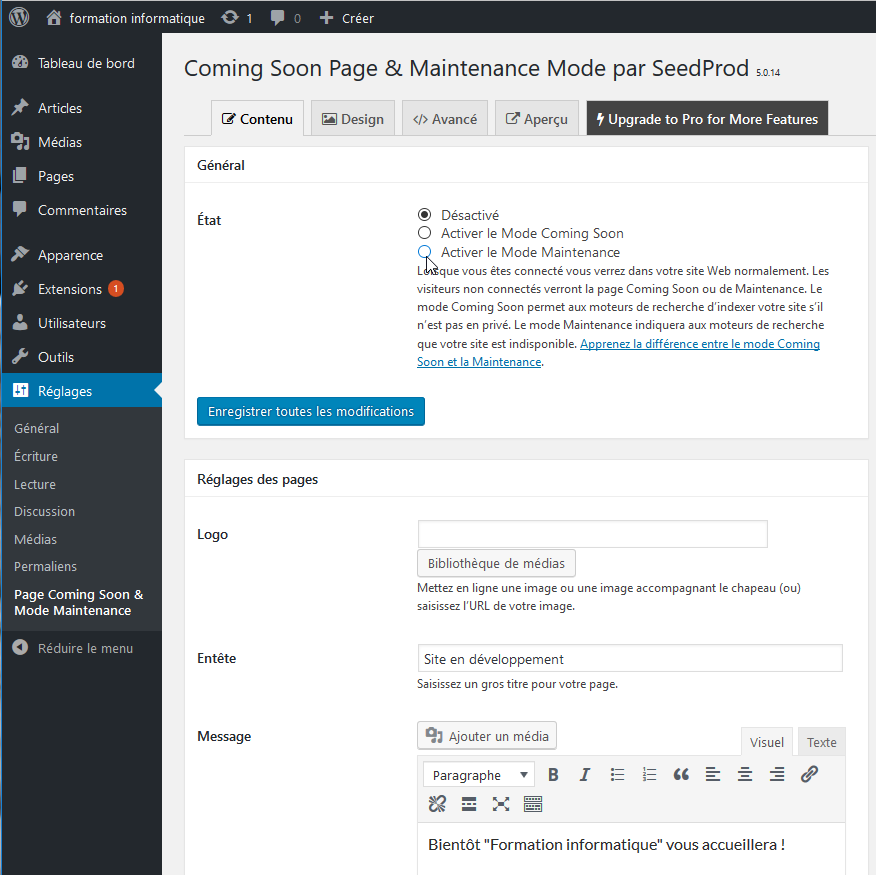 formation informatique 1 0 Créer
Tableau de bord
Articles
Médias
Pages
Commentaires
Apparence
Extensions 1
Utilisateurs
Outils
Réglages
Général
Écriture
Lecture
Discussion
Médias
Permaliens
Page Coming Soon &
Mode Maintenance
Réduire le menu
Coming Soon Page & Maintenance Mode par SeedProd 5.0.14
Contenu Design Avancé Aperçu Upgrade to Pro for More Features
Général
État
Désactivé
Activer le Mode Coming Soon
Activer le Mode Maintenance
Lorsque vous êtes connecté vous verrez dans votre site Web normalement. Les
visiteurs non connectés verront la page Coming Soon ou de Maintenance. Le
mode Coming Soon permet aux moteurs de recherche d'indexer votre site s'il
n'est pas en privé. Le mode Maintenance indiquera aux moteurs de recherche
que votre site est indisponible. Apprenez la différence entre le mode Coming
Soon et la Maintenance.
Enregistrer toutes les modifications
Réglages des pages
Logo
Bibliothèque de médias
Mettez en ligne une image ou une image accompagnant le chapeau (ou)
saisissez l'URL de votre image.
Entête
Site en développement
Saisissez un gros titre pour votre page.
Message
Ajouter un média
Visuel Texte
Paragraphe B I
Bientôt "Formation informatique" vous accueillera !